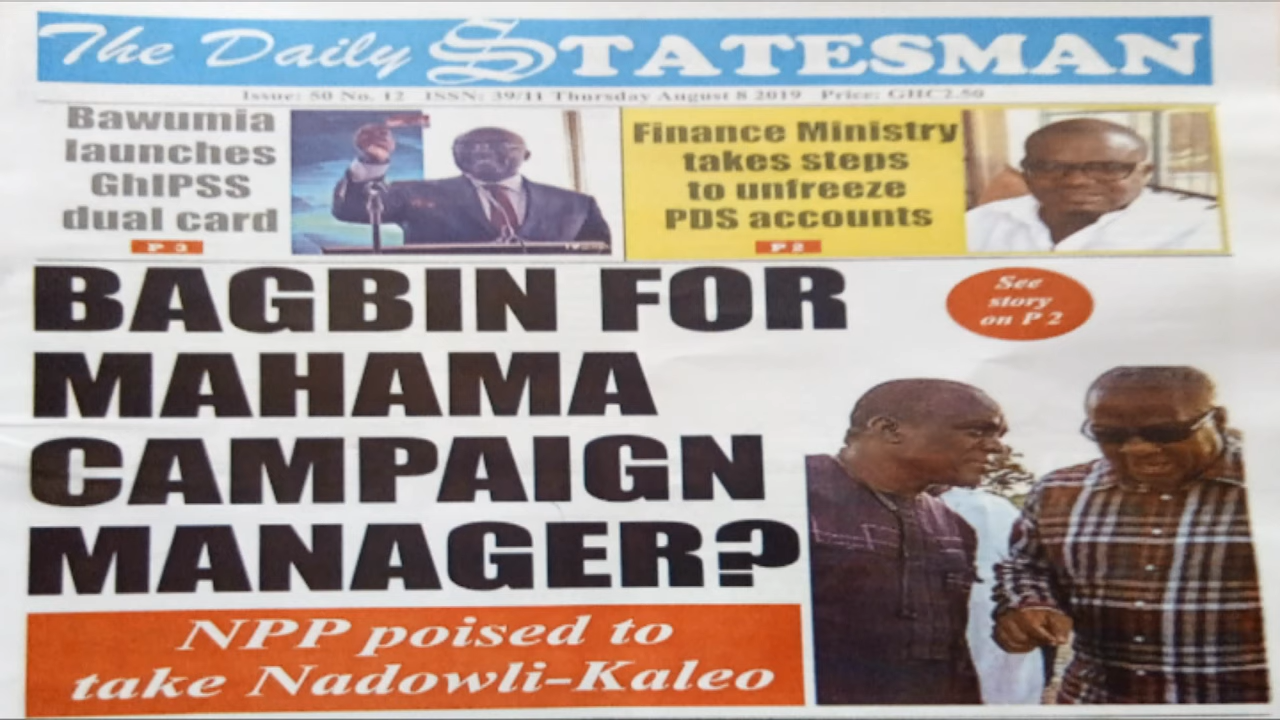 The Daily STATESMAN
Issue: 50 No. 12 ISSN: 39/11 Thursday August 8 2019 Price: GHC2.50
Bawumia
launches
GhIPSS
dual card
P 3
Finance Ministry
takes steps
to unfreeze
PDS accounts
P 2
BAGBIN FOR
MAHAMA
CAMPAIGN
MANAGER?
See
story
on P 2
NPP poised to
take Nadowli-Kaleo